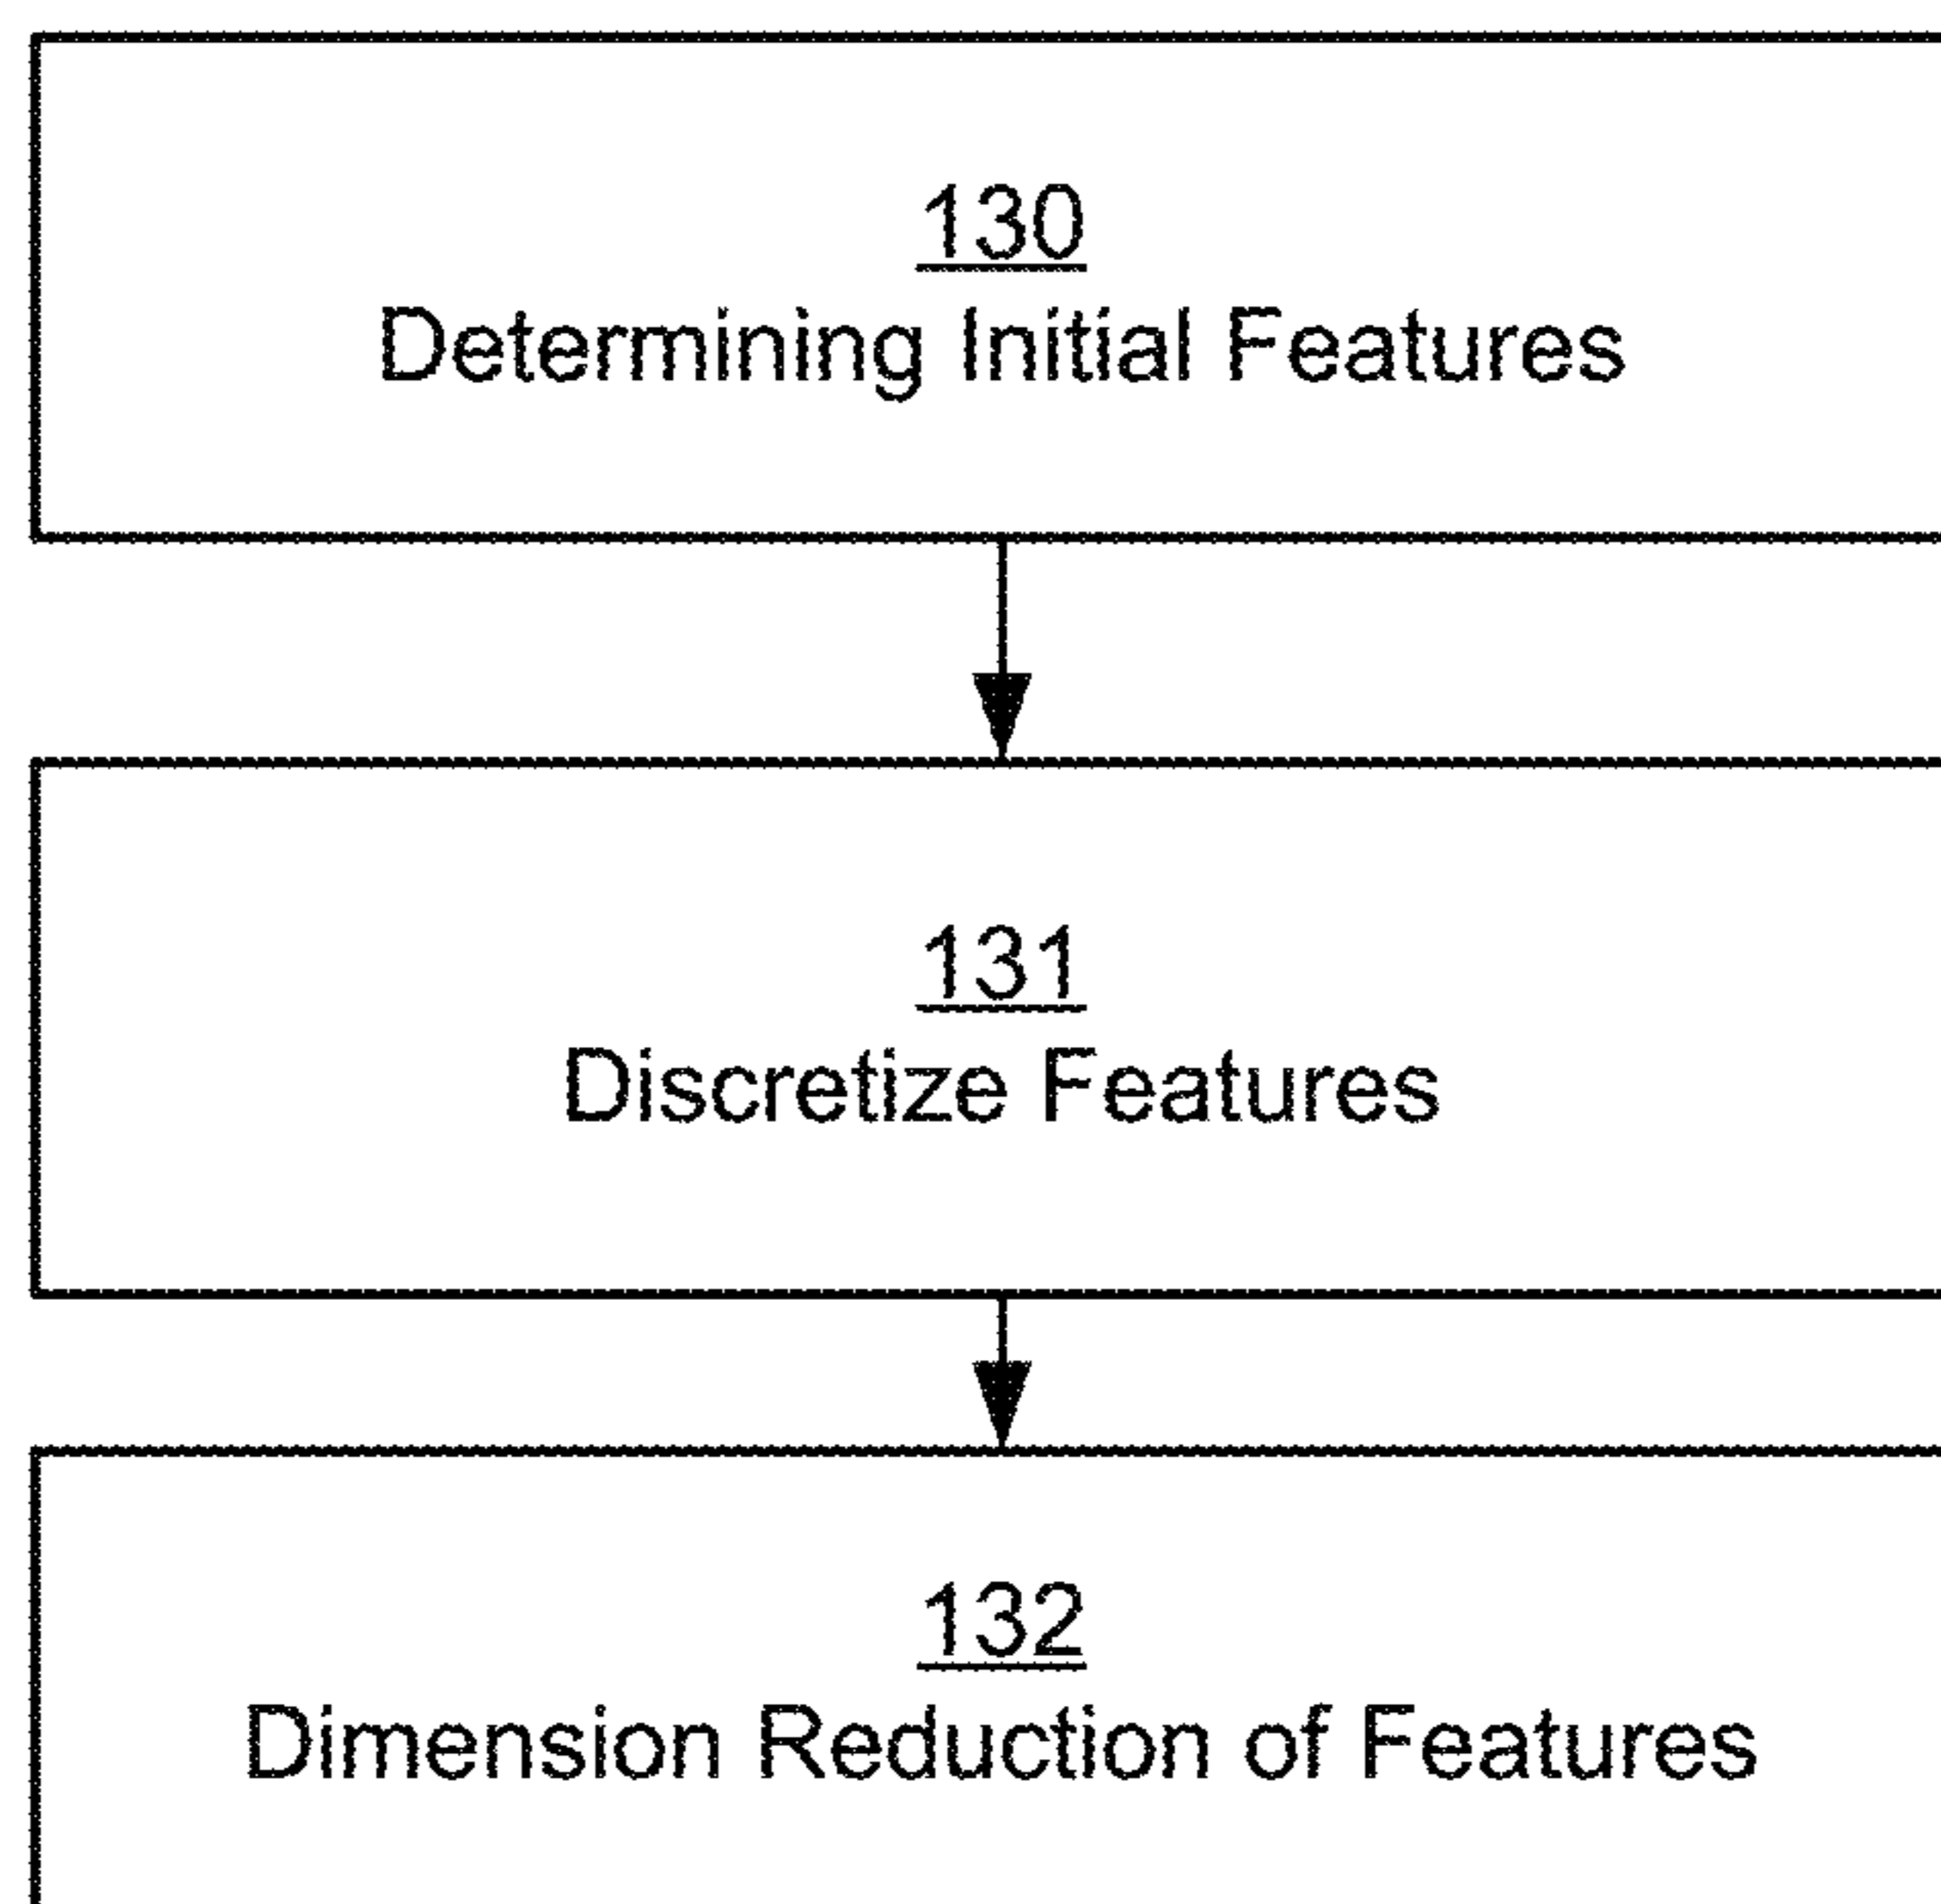 130
Determining Initial Features
131
Discretize Features
132
Dimension Reduction of Features